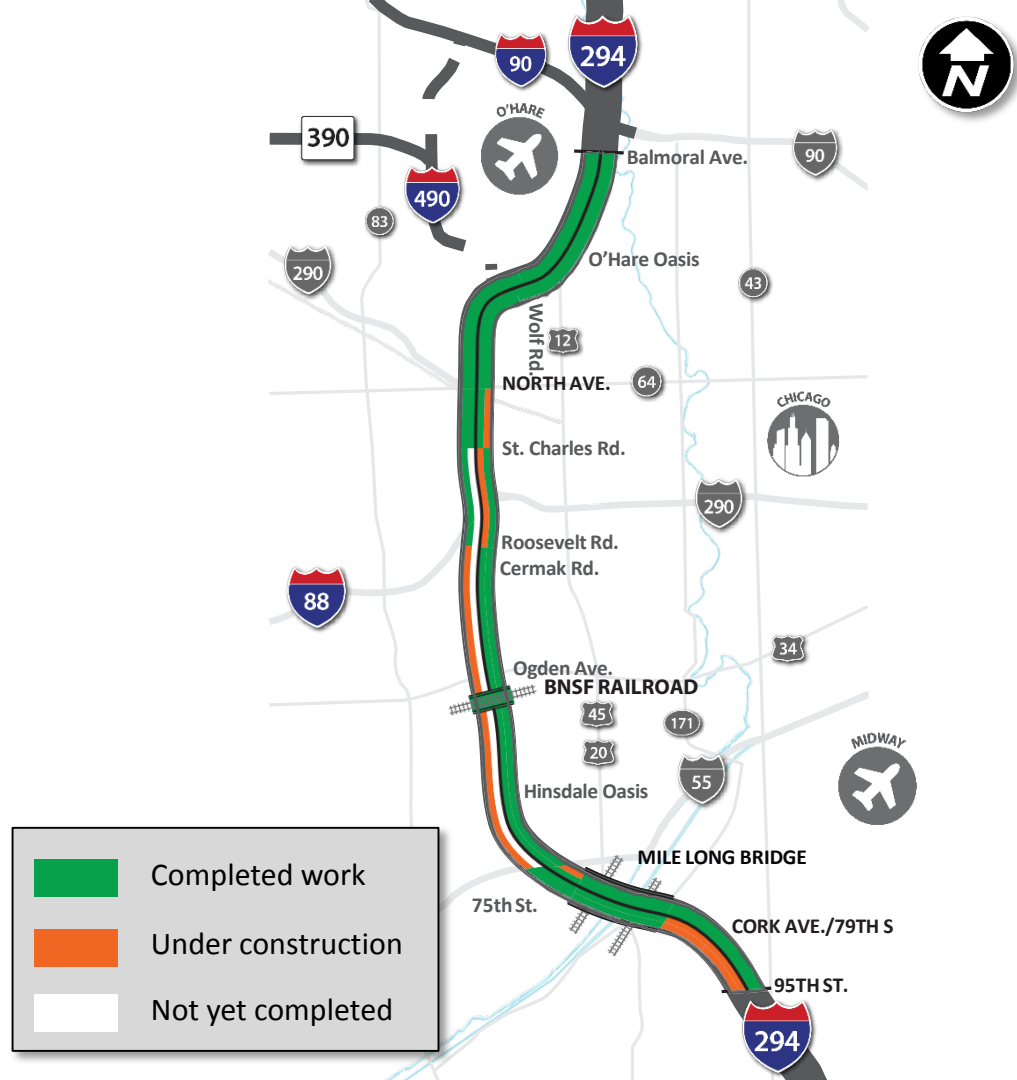 294
90
N
O'HARE
390
Balmoral Ave.
90
490
83
O'Hare Oasis
290
43
Wolf Rd.
12
NORTH AVE.
64
CHICAGO
St. Charles Rd.
290
Roosevelt Rd.
Cermak Rd.
88
34
Ogden Ave.
BNSF RAILROAD
45
171
20
MIDWAY
55
Hinsdale Oasis
MILE LONG BRIDGE
75th St.
CORK AVE./79TH S
95TH ST.
294
Completed work
Under construction
Not yet completed